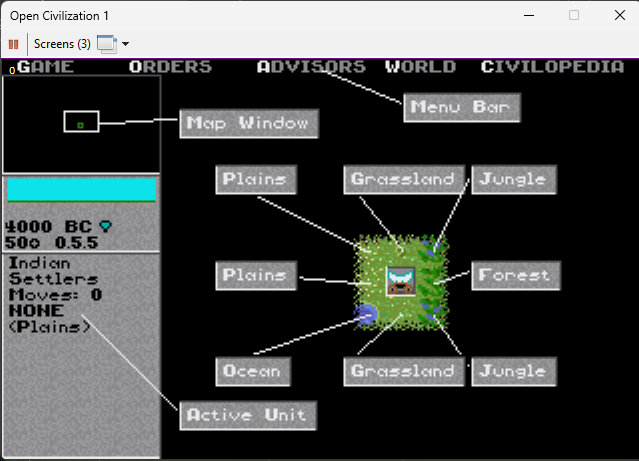 Open Civilization 1
Screens (3)
0
GAME ORDERS ADVISORS WORLD CIVILOPEDIA
Menu Bar
Map Window
Plains Grassland Jungle
4000 BC
50 0.5.5
Indian
Settlers
Moves: 0
NONE
(Plains)
Plains Forest
Ocean Grassland Jungle
Active Unit